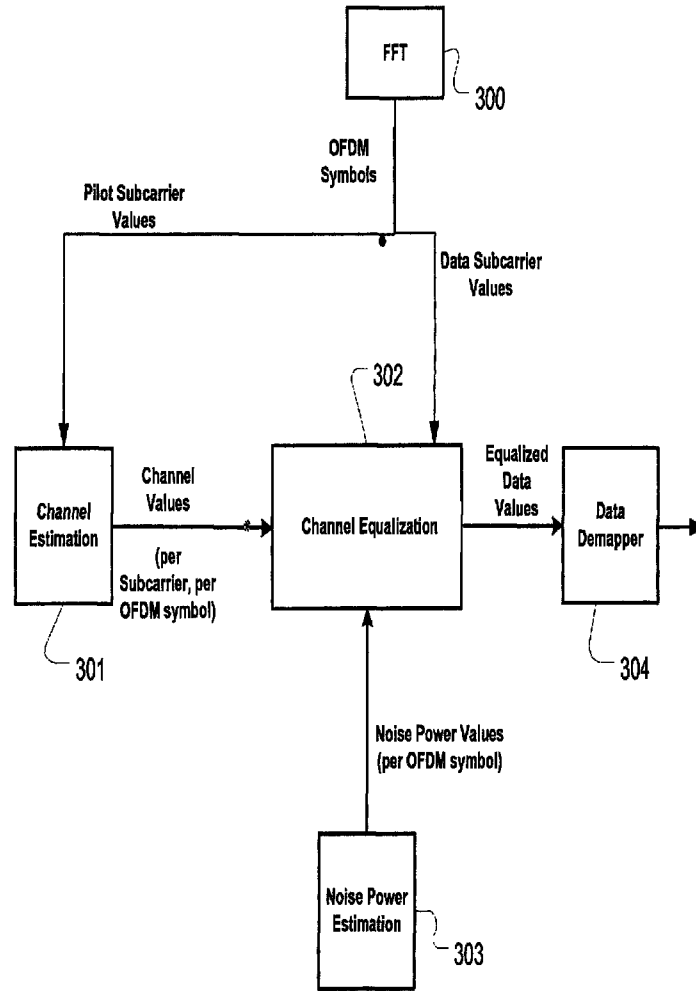 FFT
300
OFDM
Symbols
Pilot Subcarrier
Values
Data Subcarrier
Values
302
Channel
Estimation
301
Channel
Values
(per
Subcarrier, per
OFDM symbol)
Channel Equalization
Equalized
Data
Values
Data
Demapper
304
Noise Power Values
(per OFDM symbol)
Noise Power
Estimation
303